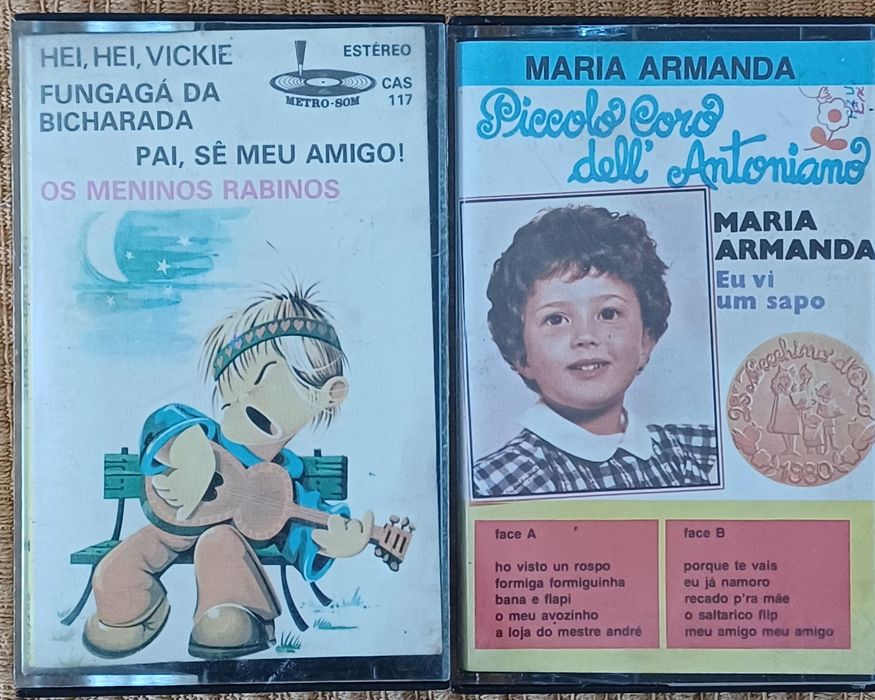 HEI, HEI, VICKIE
FUNGAGÁ DA
BICHARADA
PAI, SÊ MEU AMIGO!
OS MENINOS RABINOS
ESTÉREO
METRO-SOM
CAS
117
MARIA ARMANDA
Piccolo Coro
dell' Antoniano
MARIA
ARMANDA
Eu vi
um sapo
23º Zecchino d'Oro
1980
face A
ho visto un rospo
formiga formiguinha
bana e flapi
o meu avozinho
a loja do mestre andré
face B
porque te vais
eu já namoro
recado p'ra mãe
o saltarico flip
meu amigo meu amigo